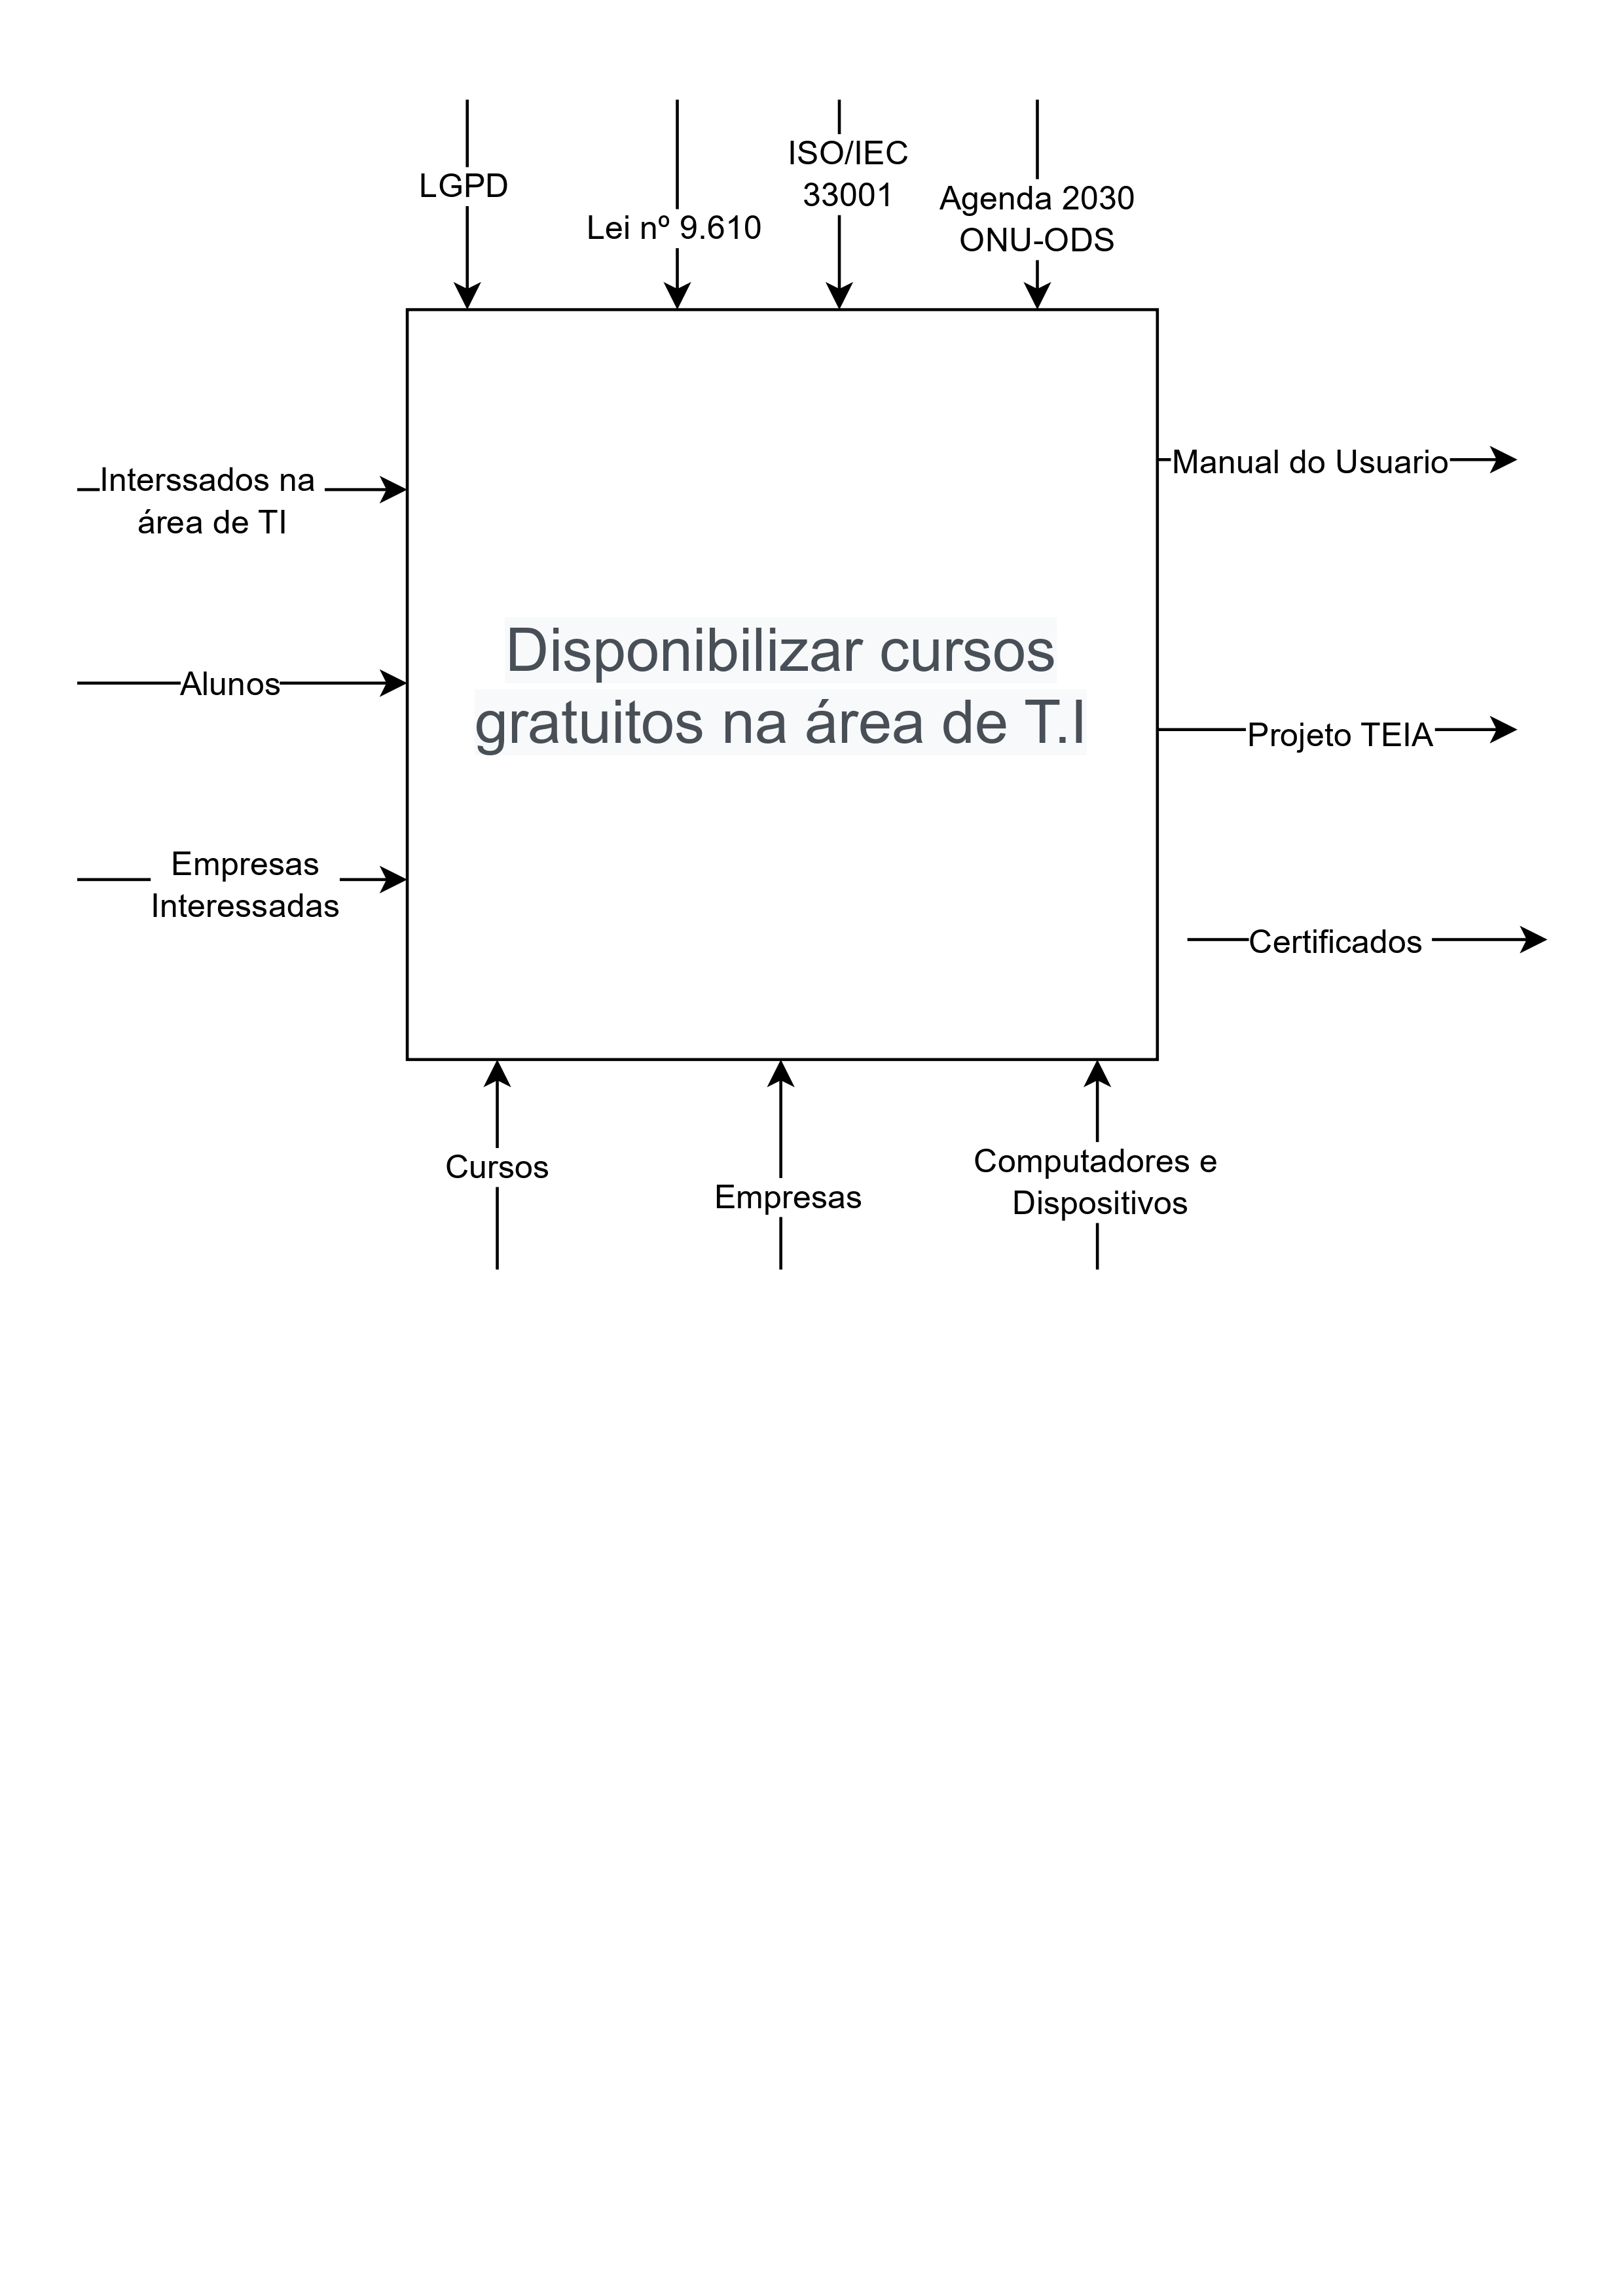 LGPD
Lei nº 9.610
ISO/IEC
33001
Agenda 2030
ONU-ODS
Interssados na
área de TI
Alunos
Empresas
Interessadas
Disponibilizar cursos
gratuitos na área de T.I
Manual do Usuario
Projeto TEIA
Certificados
Cursos
Empresas
Computadores e
Dispositivos